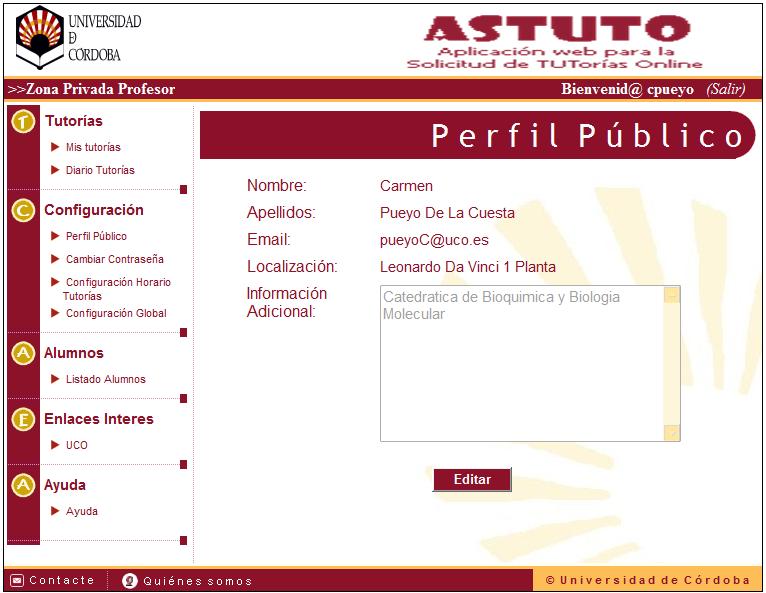 UNIVERSIDAD
Đ
CÓRDOBA
ASTUTO
Aplicación web para la
Solicitud de TUTorías Online
>>Zona Privada Profesor
Bienvenid@ cpueyo (Salir)
T Tutorías
Mis tutorías
Diario Tutorías
C Configuración
Perfil Público
Cambiar Contraseña
Configuración Horario
Tutorías
Configuración Global
A Alumnos
Listado Alumnos
E Enlaces Interes
UCO
A Ayuda
Ayuda
Perfil Público
Nombre: Carmen
Apellidos: Pueyo De La Cuesta
Email: pueyoC@uco.es
Localización: Leonardo Da Vinci 1 Planta
Información
Adicional:
Catedratica de Bioquimica y Biologia
Molecular
Editar
Contacte
Quiénes somos
© Universidad de Córdoba